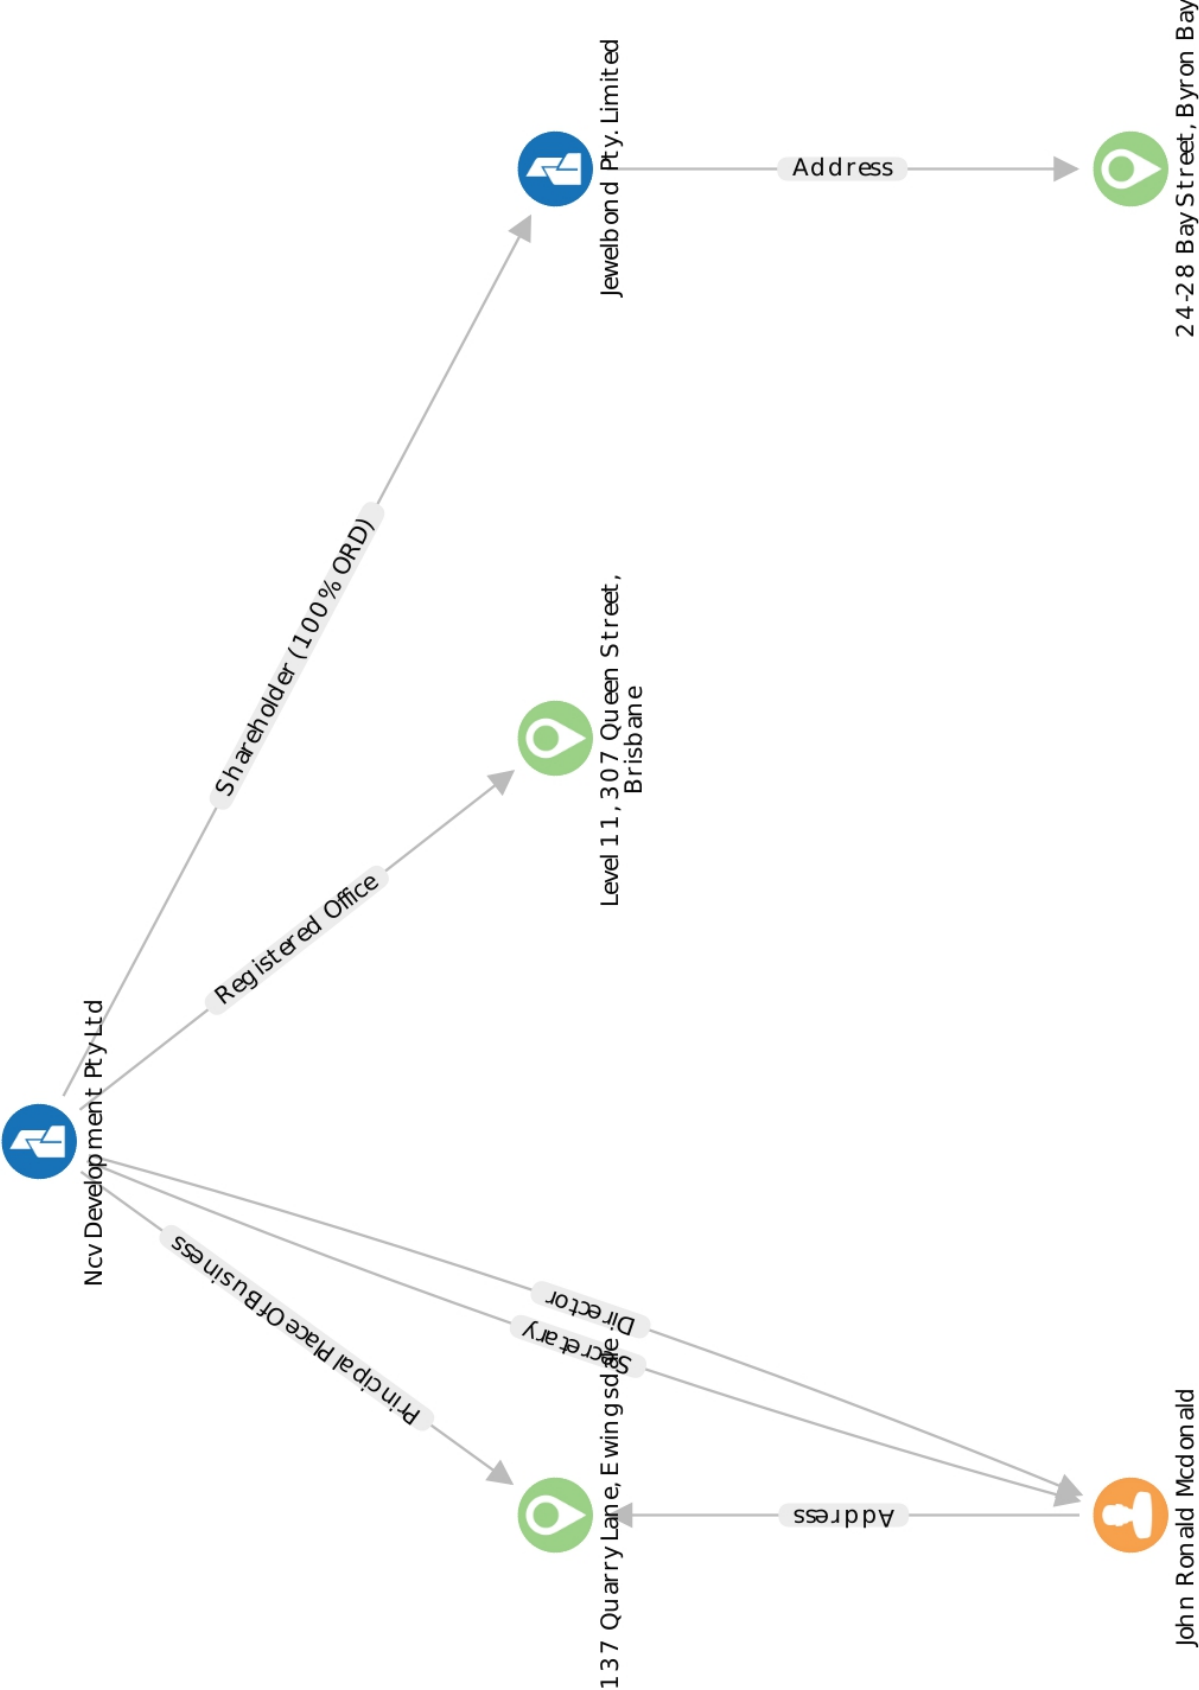 Ncv Development Pty Ltd
Principal Place Of Business
Director
Secretary
Registered Office
Shareholder (100% ORD)
137 Quarry Lane, Ewingsdale
Level 11, 307 Queen Street,
Brisbane
Jewelbond Pty. Limited
Address
Address
John Ronald Mcdonald
24-28 Bay Street, Byron Bay